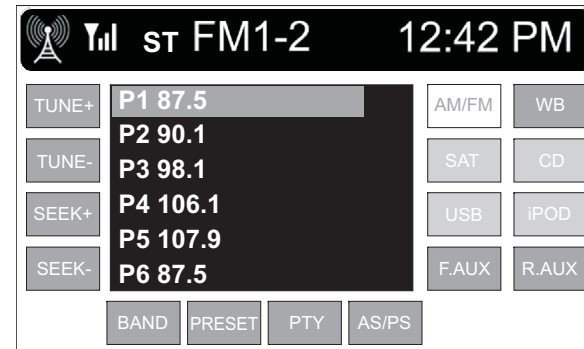 ST FM1-2 12:42 PM
TUNE+ P1 87.5 AM/FM WB
P2 90.1
TUNE- P3 98.1 SAT CD
SEEK+ P4 106.1 USB iPOD
P5 107.9
SEEK- P6 87.5 F.AUX R.AUX
BAND PRESET PTY AS/PS